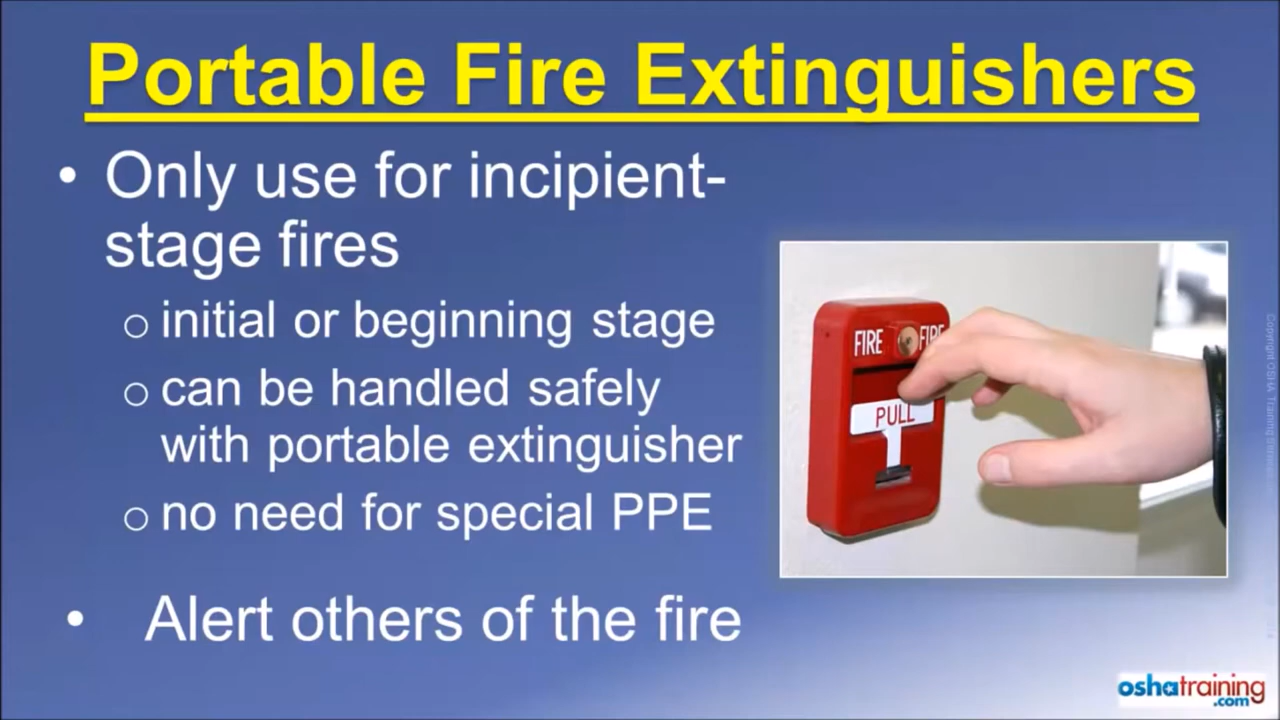 Portable Fire Extinguishers
• Only use for incipient-
stage fires
o initial or beginning stage
o can be handled safely
with portable extinguisher
o no need for special PPE
• Alert others of the fire
FIRE FIRE
PULL
oshatraining
.com